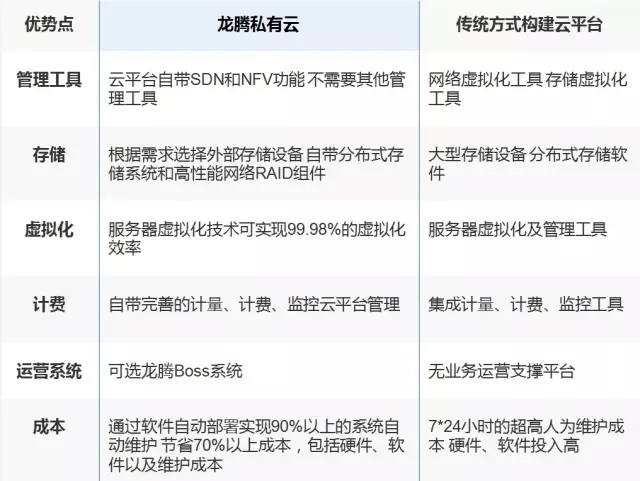 优势点
龙腾私有云
传统方式构建云平台
管理工具
云平台自带SDN和NFV功能 不需要其他管
理工具
网络虚拟化工具 存储虚拟化
工具
存储
根据需求选择外部存储设备 自带分布式存
储系统和高性能网络RAID组件
大型存储设备 分布式存储软
件
虚拟化
服务器虚拟化技术可实现99.98%的虚拟化
效率
服务器虚拟化及管理工具
计费
自带完善的计量、计费、监控云平台管理
集成计量、计费、监控工具
运营系统
可选龙腾Boss系统
无业务运营支撑平台
成本
通过软件自动部署实现90%以上的系统自
动维护 节省70%以上成本，包括硬件、软
件以及维护成本
7*24小时的超高人为维护成
本 硬件、软件投入高